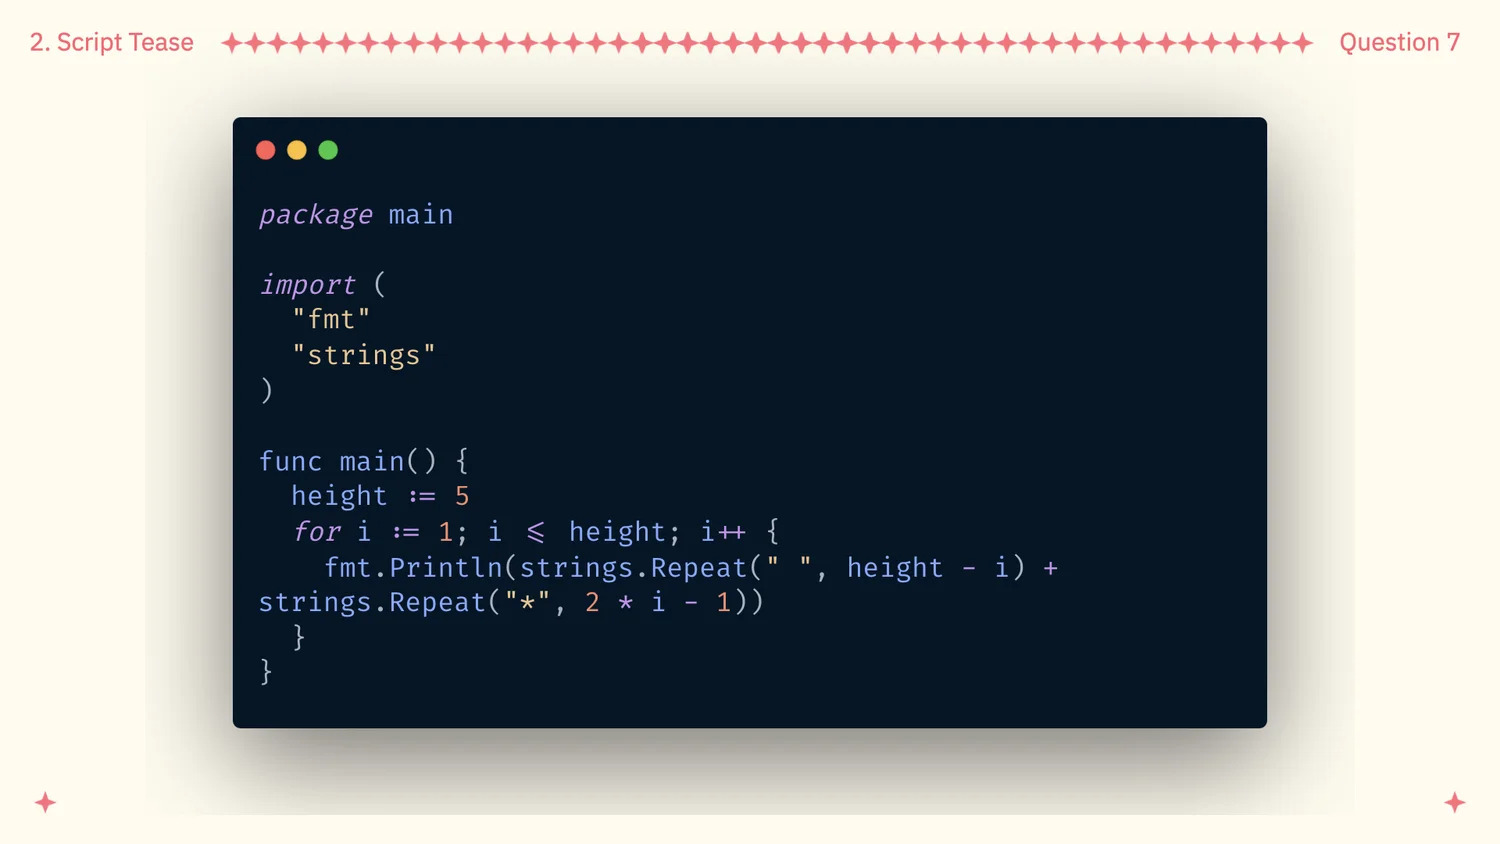 2. Script Tease
Question 7
package main
import (
"fmt"
"strings"
)
func main() {
height := 5
for i := 1; i <= height; i++ {
fmt.Println(strings.Repeat(" ", height - i) +
strings.Repeat("*", 2 * i - 1))
}
}